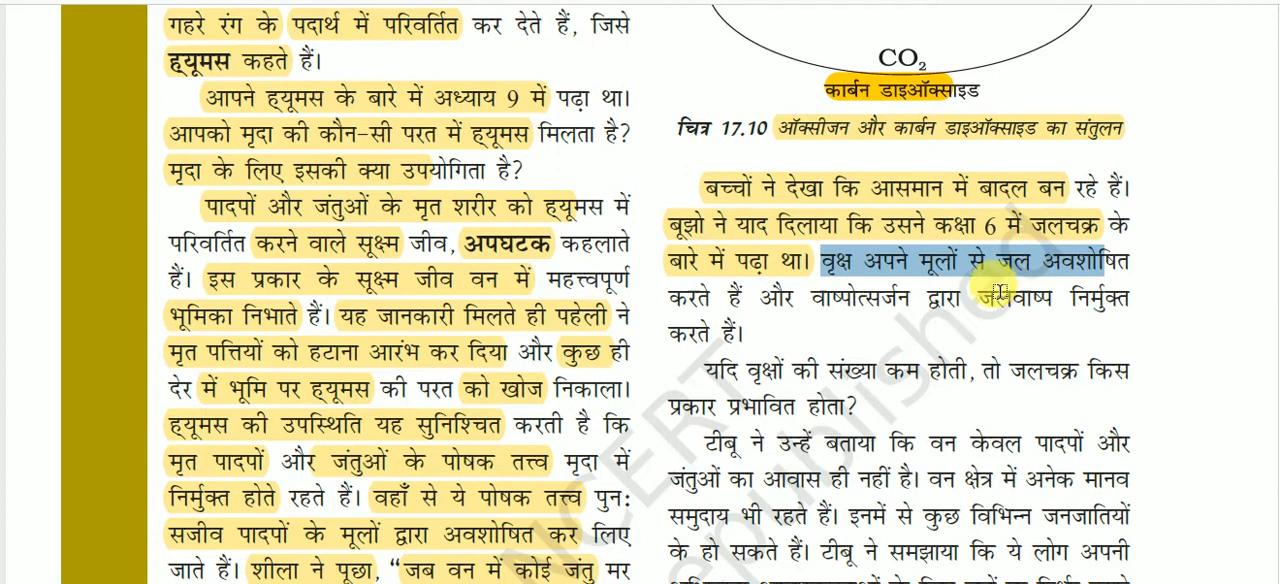 गहरे रंग के पदार्थ में परिवर्तित कर देते हैं, जिसे
ह्यूमस कहते हैं।
आपने ह्यूमस के बारे में अध्याय 9 में पढ़ा था।
आपको मृदा की कौन-सी परत में ह्यूमस मिलता है?
मृदा के लिए इसकी क्या उपयोगिता है?
पादपों और जंतुओं के मृत शरीर को ह्यूमस में
परिवर्तित करने वाले सूक्ष्म जीव, अपघटक कहलाते
हैं। इस प्रकार के सूक्ष्म जीव वन में महत्त्वपूर्ण
भूमिका निभाते हैं। यह जानकारी मिलते ही पहेली ने
मृत पत्तियों को हटाना आरंभ कर दिया और कुछ ही
देर में भूमि पर ह्यूमस की परत को खोज निकाला।
ह्यूमस की उपस्थिति यह सुनिश्चित करती है कि
मृत पादपों और जंतुओं के पोषक तत्त्व मृदा में
निर्मुक्त होते रहते हैं। वहाँ से ये पोषक तत्त्व पुन:
सजीव पादपों के मूलों द्वारा अवशोषित कर लिए
जाते हैं। शीला ने पूछा, “जब वन में कोई जंतु मर
CO₂
कार्बन डाइऑक्साइड
चित्र 17.10 ऑक्सीजन और कार्बन डाइऑक्साइड का संतुलन
बच्चों ने देखा कि आसमान में बादल बन रहे हैं।
बूझो ने याद दिलाया कि उसने कक्षा 6 में जलचक्र के
बारे में पढ़ा था। वृक्ष अपने मूलों से जल अवशोषित
करते हैं और वाष्पोत्सर्जन द्वारा जलवाष्प निर्मुक्त
करते हैं।
यदि वृक्षों की संख्या कम होती, तो जलचक्र किस
प्रकार प्रभावित होता?
टीबू ने उन्हें बताया कि वन केवल पादपों और
जंतुओं का आवास ही नहीं है। वन क्षेत्र में अनेक मानव
समुदाय भी रहते हैं। इनमें से कुछ विभिन्न जनजातियों
के हो सकते हैं। टीबू ने समझाया कि ये लोग अपनी
NCERT
republished